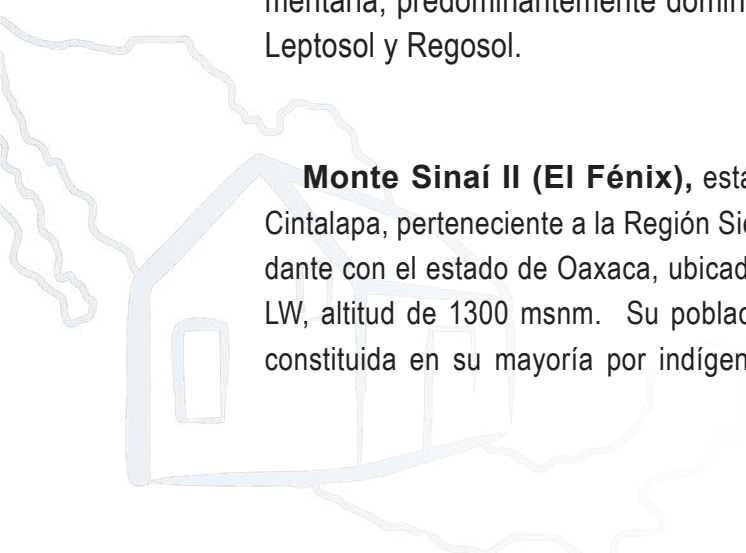 mentaria, predominantemente domin
Leptosol y Regosol.
Monte Sinaí II (El Fénix), está
Cintalapa, perteneciente a la Región Sie
dante con el estado de Oaxaca, ubicad
LW, altitud de 1300 msnm. Su poblac
constituida en su mayoría por indígen